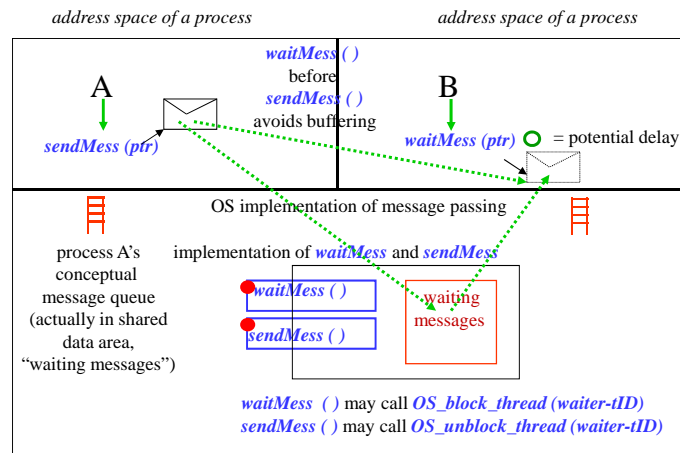 address space of a process
address space of a process
waitMess ( )
before
sendMess ( )
avoids buffering
A
sendMess (ptr)
B
waitMess (ptr)
= potential delay
OS implementation of message passing
process A's
conceptual
message queue
(actually in shared
data area,
“waiting messages”)
implementation of waitMess and sendMess
waitMess ( )
sendMess ( )
waiting
messages
waitMess ( ) may call OS_block_thread (waiter-tID)
sendMess ( ) may call OS_unblock_thread (waiter-tID)